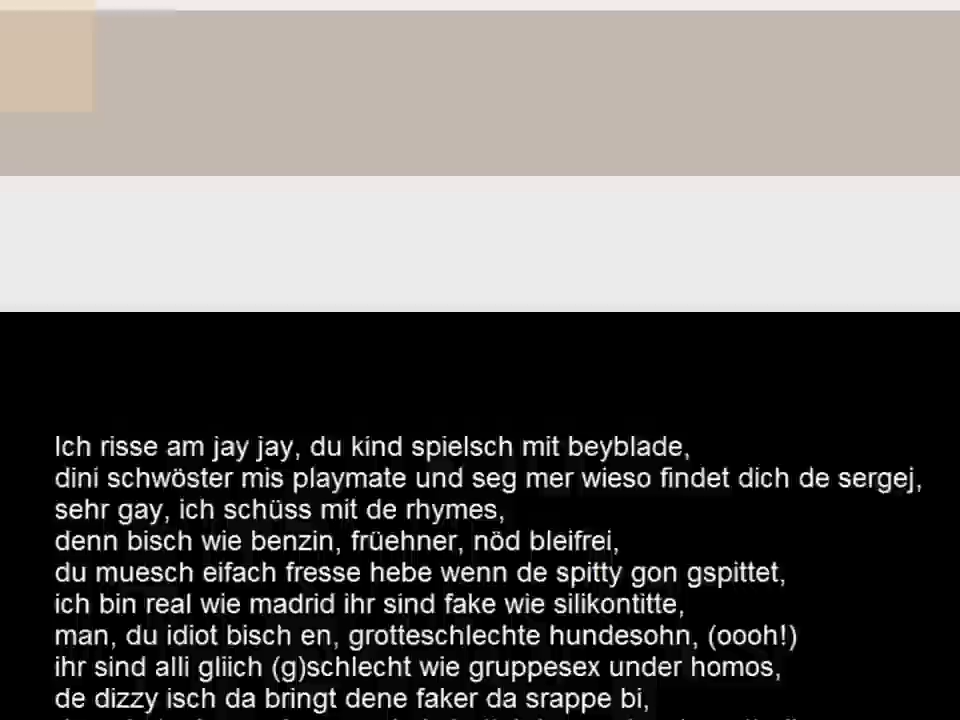 Ich risse am jay jay, du kind spielsch mit beyblade,
dini schwöster mis playmate und seg mer wieso findet dich de sergej,
sehr gay, ich schüss mit de rhymes,
denn bisch wie benzin, früehner, nöd bleifrei,
du muesch eifach fresse hebe wenn de spitty gon gspittet,
ich bin real wie madrid ihr sind fake wie silikontitte,
man, du idiot bisch en, grotteschlechte hundesohn, (oooh!)
ihr sind alli gliich (g)schlecht wie gruppesex under homos,
de dizzy isch da bringt dene faker da srappe bi,